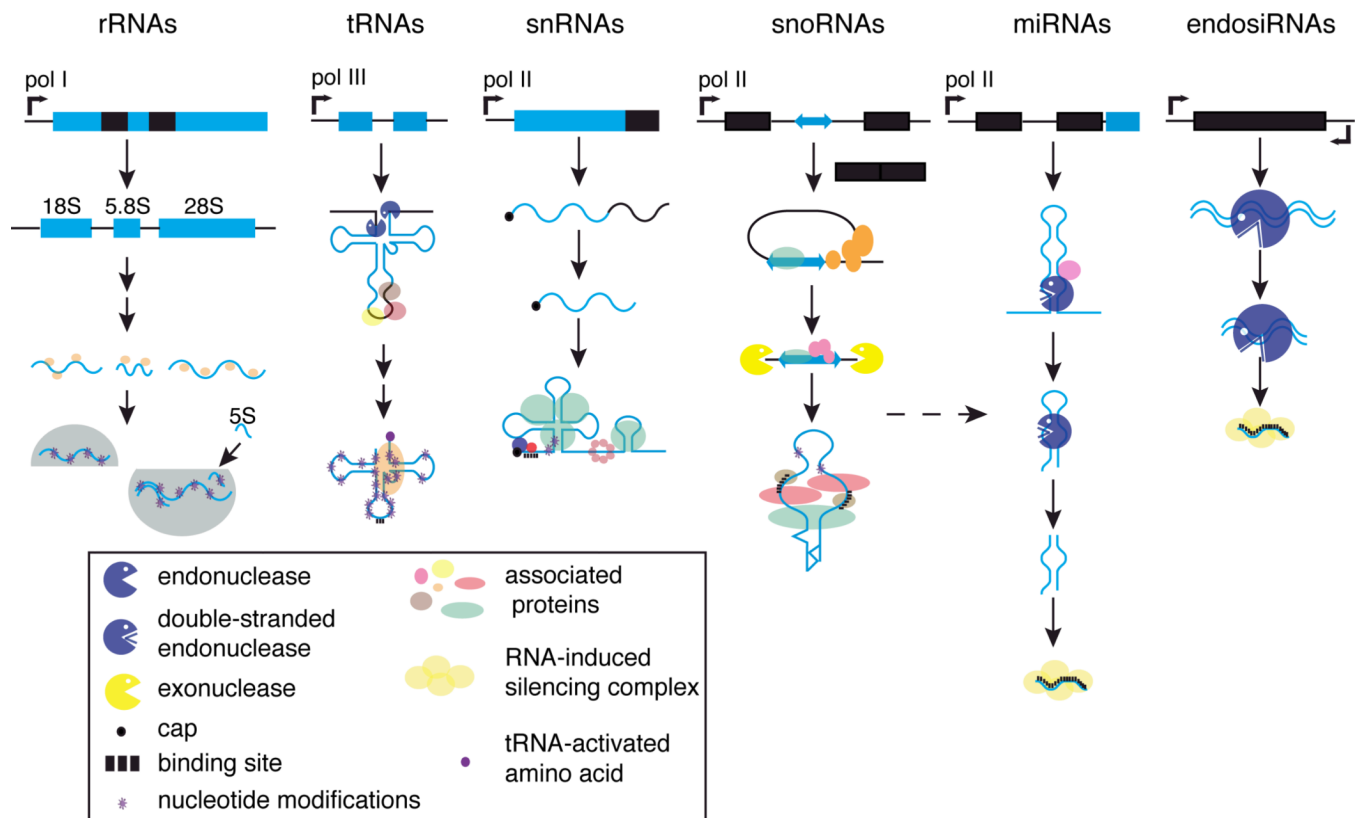 rRNAs
tRNAs
snRNAs
snoRNAs
miRNAs
endosiRNAs
pol I
pol III
pol II
pol II
pol II
18S
5.8S
28S
5S
endonuclease
double-stranded
endonuclease
exonuclease
cap
binding site
nucleotide modifications
associated
proteins
RNA-induced
silencing complex
tRNA-activated
amino acid